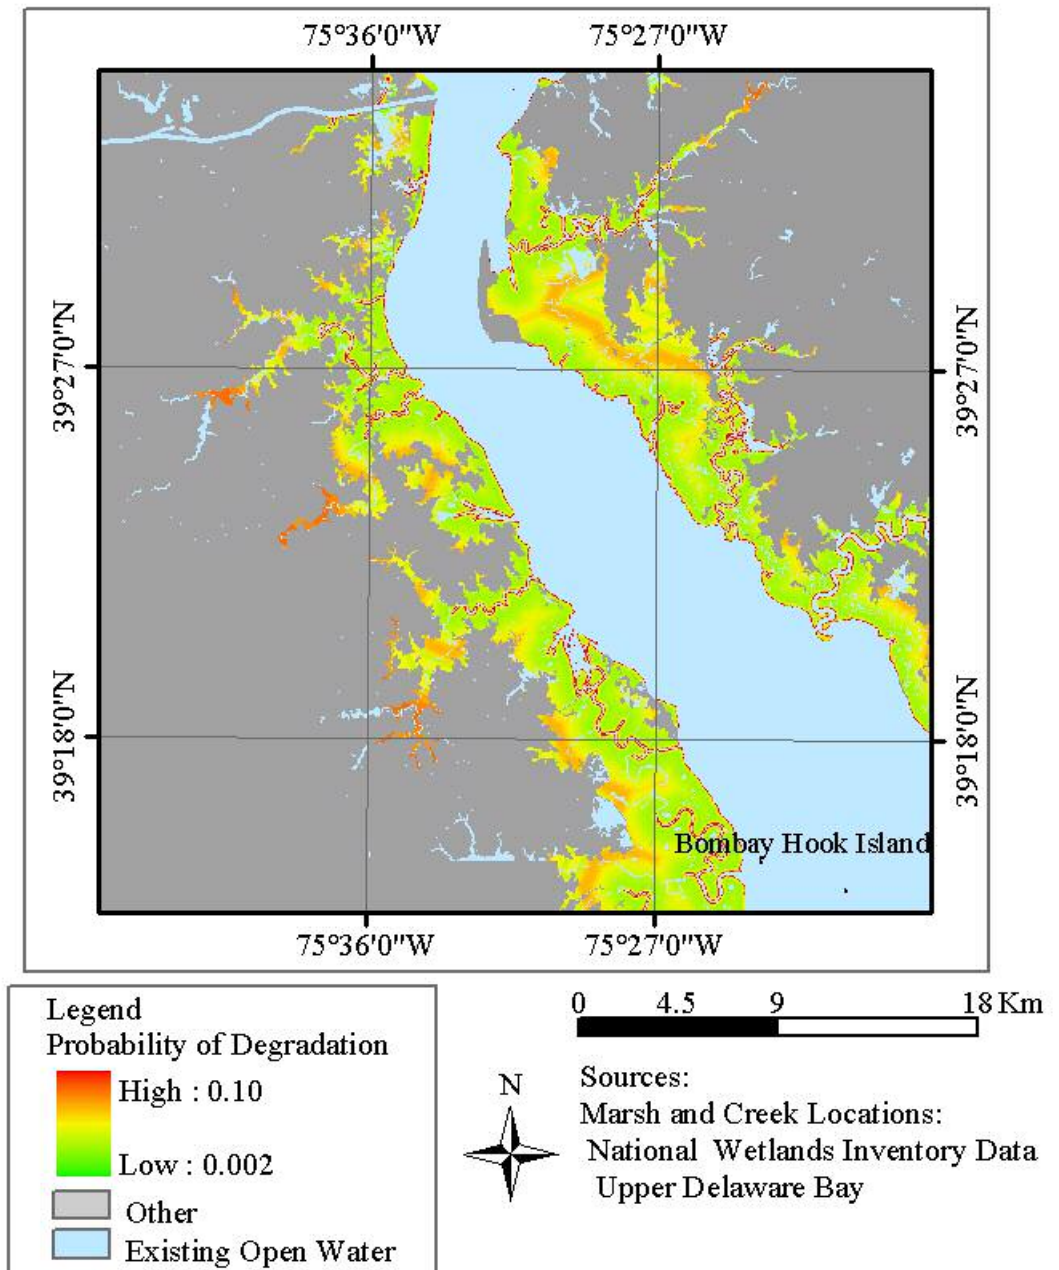 75°36'0"W
75°27'0"W
39°27'0"N
39°27'0"N
39°18'0"N
39°18'0"N
Bombay Hook Island
75°36'0"W
75°27'0"W
Legend
Probability of Degradation
High : 0.10
Low : 0.002
Other
Existing Open Water
0 4.5 9 18 Km
N
Sources:
Marsh and Creek Locations:
National Wetlands Inventory Data
Upper Delaware Bay